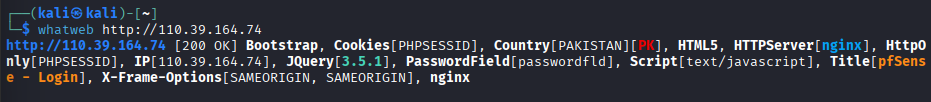 ┌──(kali㉿kali)-[~]
└─$ whatweb http://110.39.164.74
http://110.39.164.74 [200 OK] Bootstrap, Cookies[PHPSESSID], Country[PAKISTAN][PK], HTML5, HTTPServer[nginx], HttpO
nly[PHPSESSID], IP[110.39.164.74], JQuery[3.5.1], PasswordField[passwordfld], Script[text/javascript], Title[pfSens
e - Login], X-Frame-Options[SAMEORIGIN, SAMEORIGIN], nginx